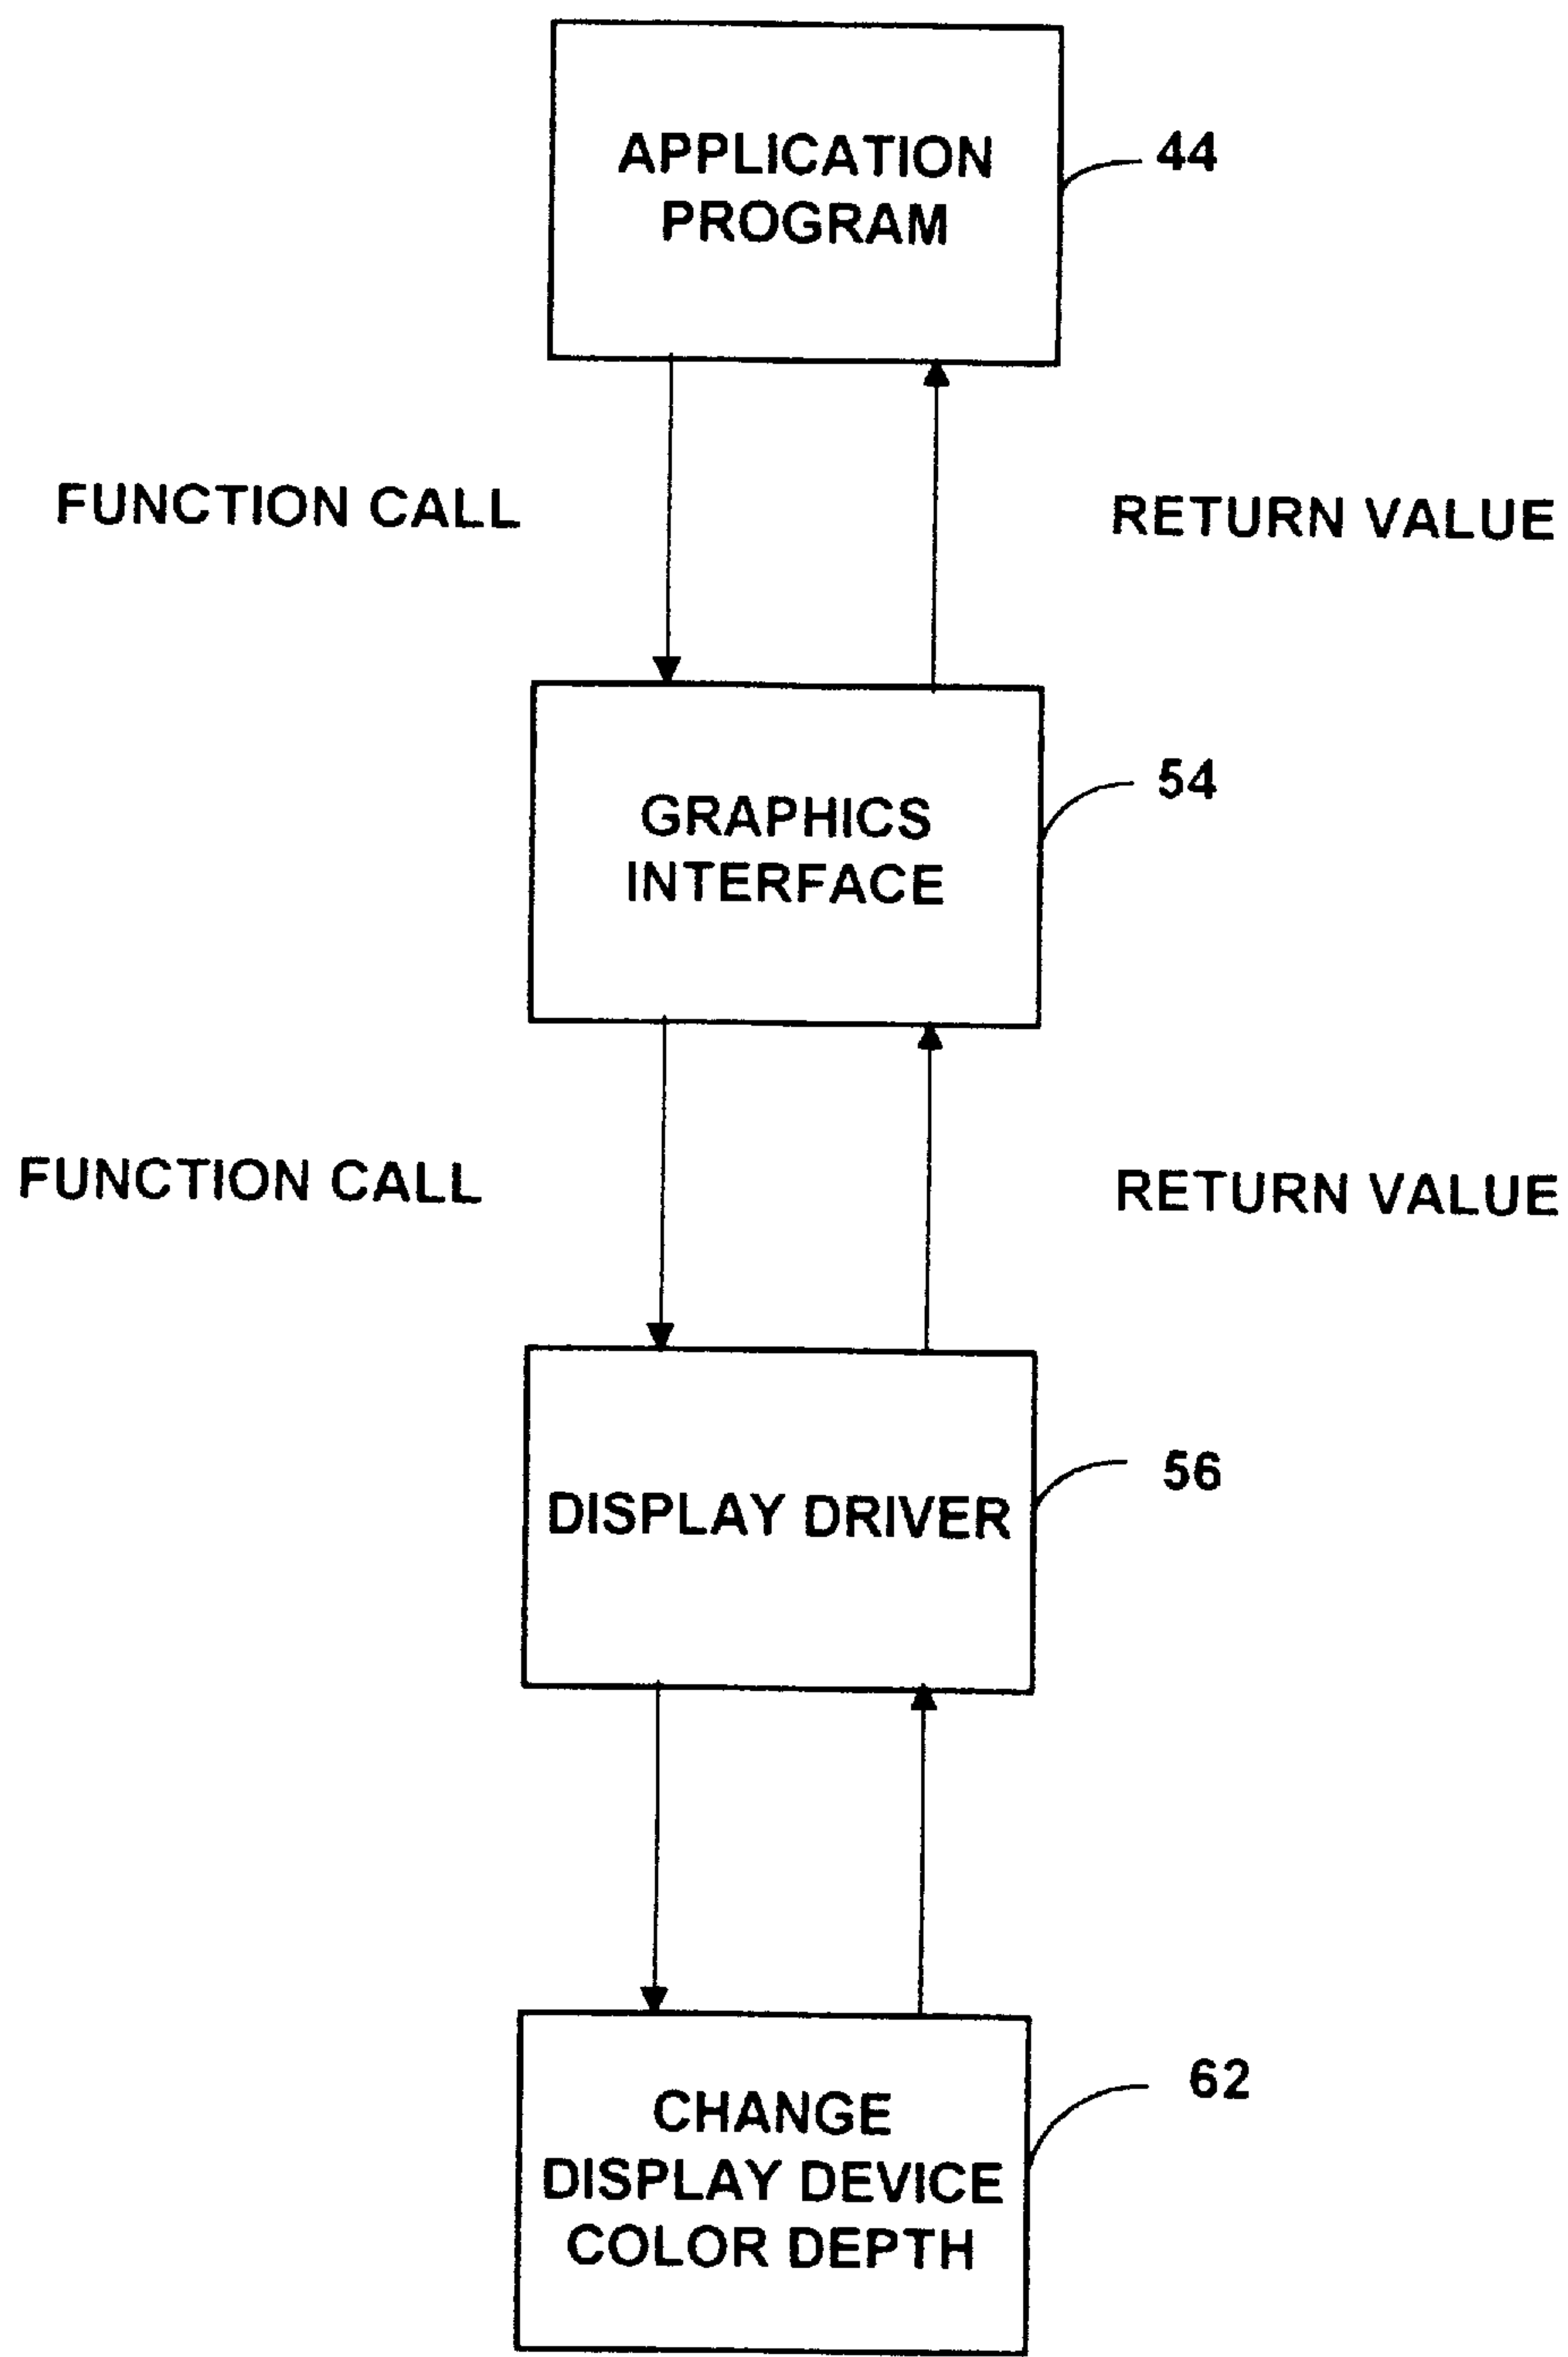 APPLICATION
PROGRAM
44
FUNCTION CALL
RETURN VALUE
GRAPHICS
INTERFACE
54
FUNCTION CALL
RETURN VALUE
DISPLAY DRIVER
56
CHANGE
DISPLAY DEVICE
COLOR DEPTH
62